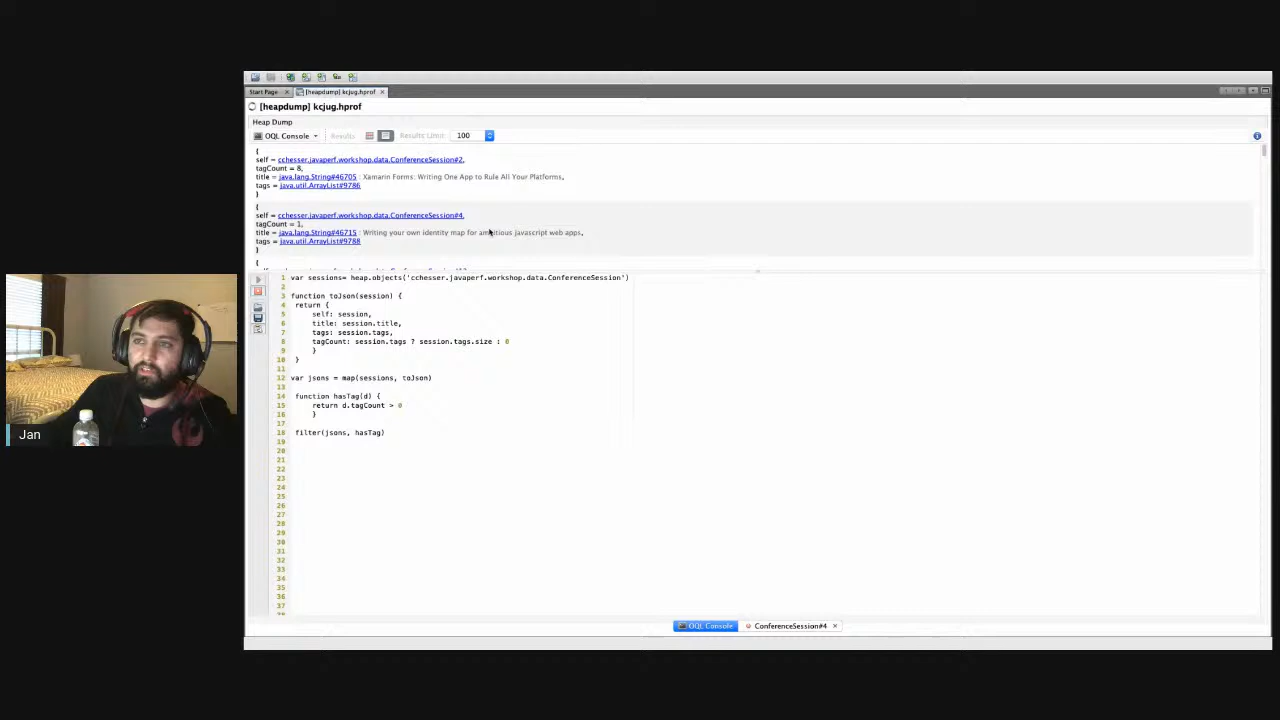 Start Page
[heapdump] kcjug.hprof
[heapdump] kcjug.hprof
Heap Dump
OQL Console
Results
Results Limit:
100
{
self = cchesser.javaperf.workshop.data.ConferenceSession#2,
tagCount = 8,
title = java.lang.String#46705 : Xamarin Forms: Writing One App to Rule All Your Platforms,
tags = java.util.ArrayList#9786
}
{
self = cchesser.javaperf.workshop.data.ConferenceSession#4,
tagCount = 1,
title = java.lang.String#46715 : Writing your own identity map for ambitious javascript web apps,
tags = java.util.ArrayList#9788
}
{
1 var sessions= heap.objects('cchesser.javaperf.workshop.data.ConferenceSession')
2
3 function toJson(session) {
4 return {
5 self: session,
6 title: session.title,
7 tags: session.tags,
8 tagCount: session.tags ? session.tags.size : 0
9 }
10 }
11
12 var jsons = map(sessions, toJson)
13
14 function hasTag(d) {
15 return d.tagCount > 0
16 }
17
18 filter(jsons, hasTag)
19
20
21
22
23
24
25
26
27
28
29
30
31
32
33
34
35
36
37
OQL Console
ConferenceSession#4
Jan